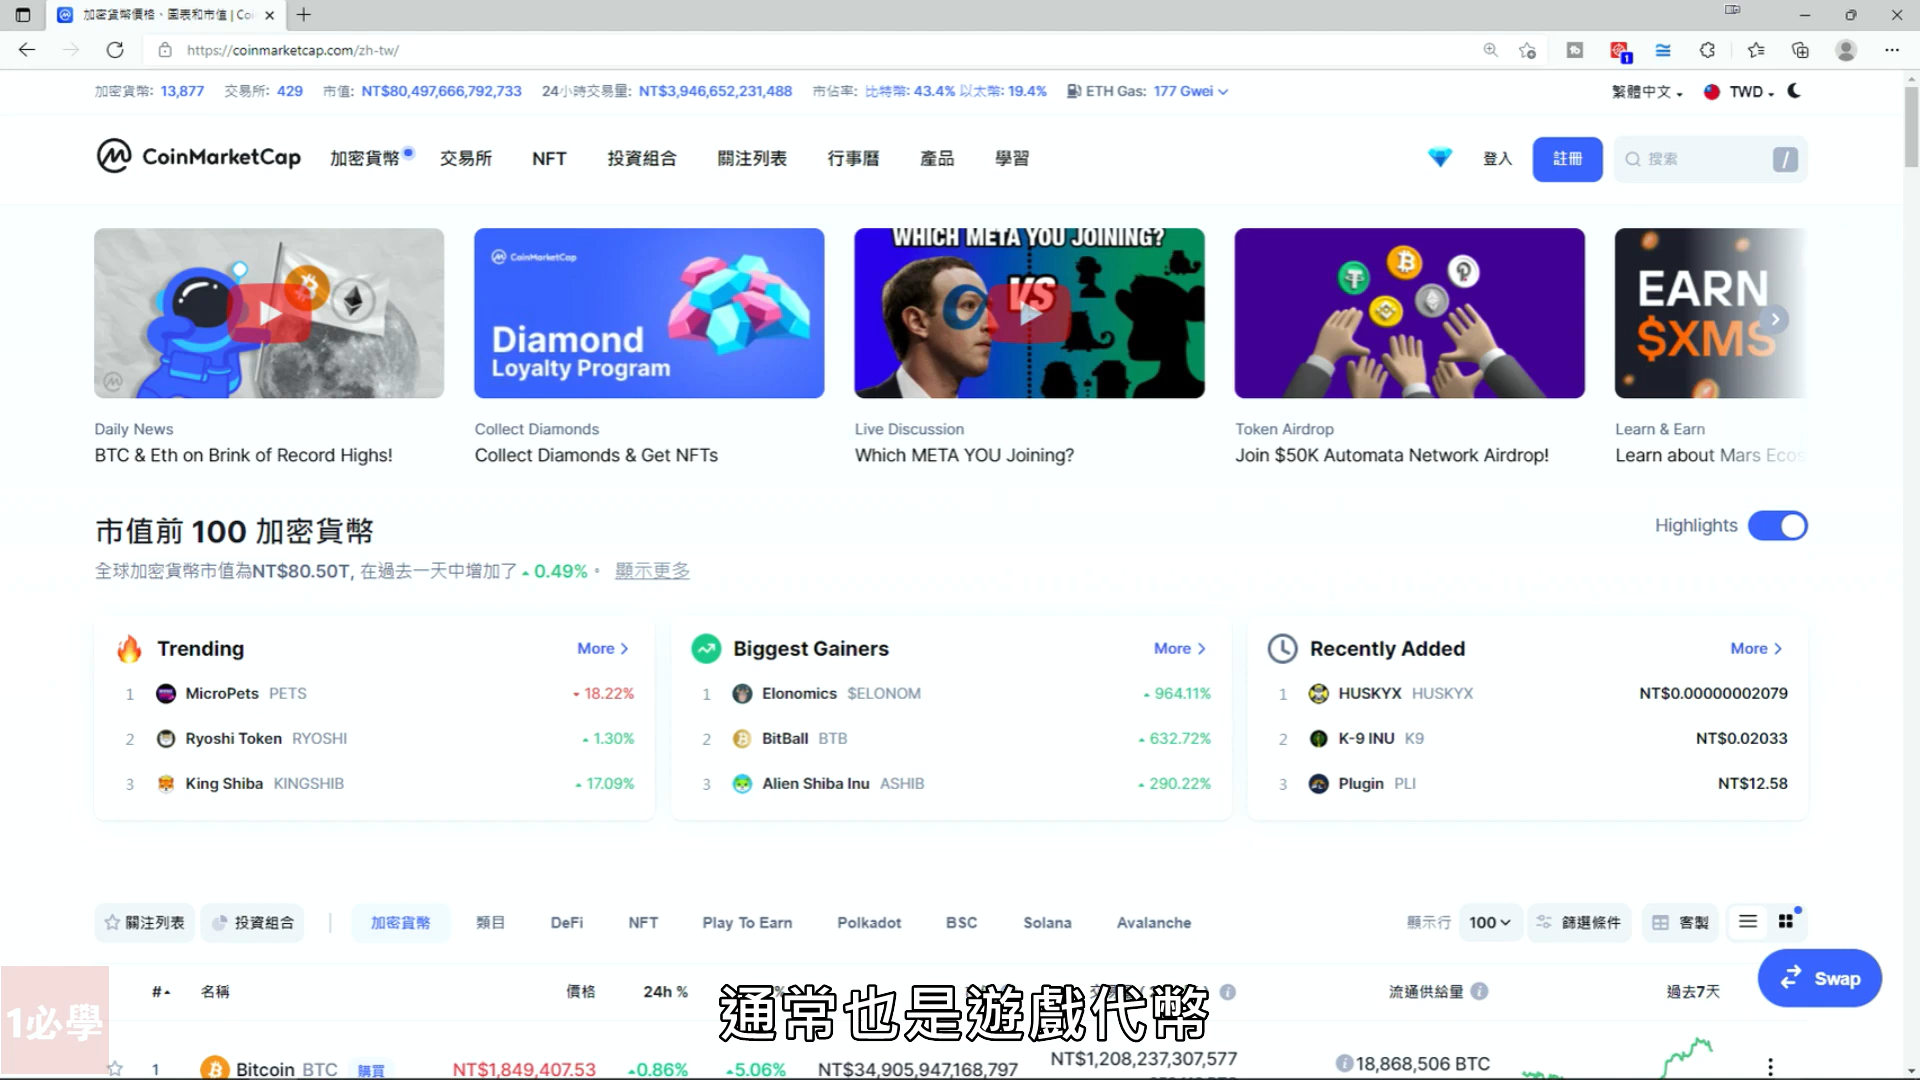 加密貨幣價格、圖表和市值 | Coi
https://coinmarketcap.com/zh-tw/
加密貨幣: 13,877 交易所: 429 市值: NT$80,497,666,792,733 24小時交易量: NT$3,946,652,231,488 市佔率: 比特幣: 43.4% 以太幣: 19.4% ETH Gas: 177 Gwei
繁體中文 TWD
CoinMarketCap 加密貨幣 交易所 NFT 投資組合 關注列表 行事曆 產品 學習 登入 註冊 搜索 /
CoinMarketCap
Diamond
Loyalty Program
WHICH META YOU JOINING?
VS
EARN
$XMS
Daily News
BTC & Eth on Brink of Record Highs!
Collect Diamonds
Collect Diamonds & Get NFTs
Live Discussion
Which META YOU Joining?
Token Airdrop
Join $50K Automata Network Airdrop!
Learn & Earn
Learn about Mars Ecos
市值前 100 加密貨幣
Highlights
全球加密貨幣市值為NT$80.50T, 在過去一天中增加了 0.49%。 顯示更多
Trending More
1 MicroPets PETS 18.22%
2 Ryoshi Token RYOSHI 1.30%
3 King Shiba KINGSHIB 17.09%
Biggest Gainers More
1 Elonomics $ELONOM 964.11%
2 BitBall BTB 632.72%
3 Alien Shiba Inu ASHIB 290.22%
Recently Added More
1 HUSKYX HUSKYX NT$0.00000002079
2 K-9 INU K9 NT$0.02033
3 Plugin PLI NT$12.58
關注列表 投資組合 加密貨幣 類目 DeFi NFT Play To Earn Polkadot BSC Solana Avalanche 顯示行 100 篩選條件 客製
Swap
# 名稱 價格 24h % 流通供給量 過去7天
通常也是遊戲代幣
1必學
1 Bitcoin BTC 購買 NT$1,849,407.53 0.86% 5.06% NT$34,905,947,168,797 NT$1,208,237,307,577 18,868,506 BTC